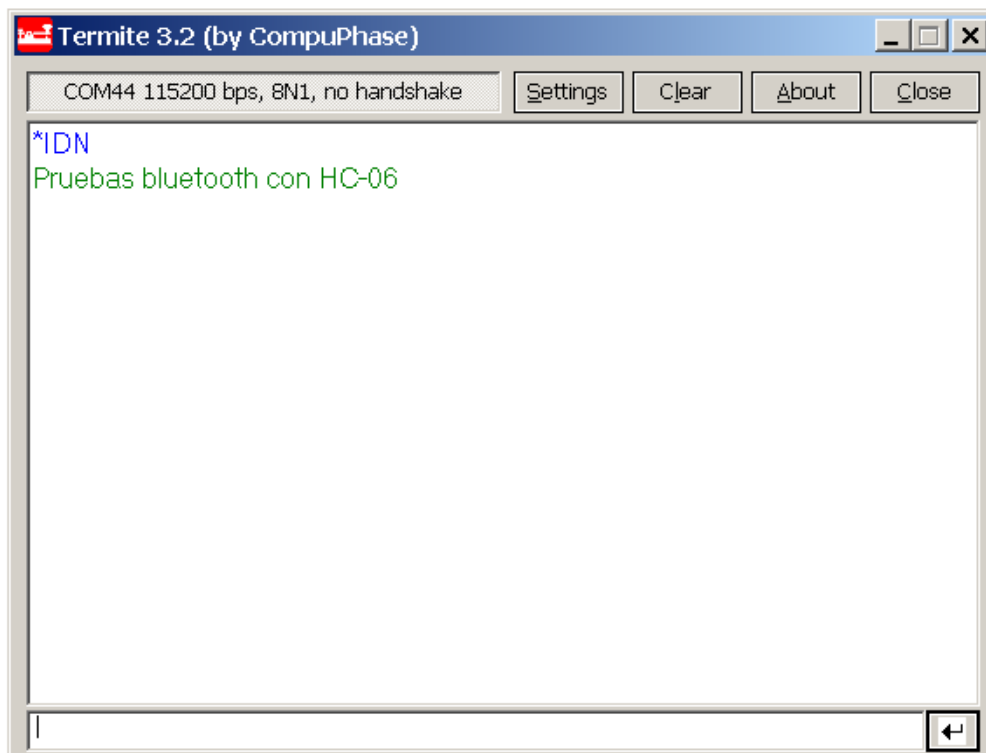 Termite 3.2 (by CompuPhase)
COM44 115200 bps, 8N1, no handshake Settings Clear About Close
*IDN
Pruebas bluetooth con HC-06